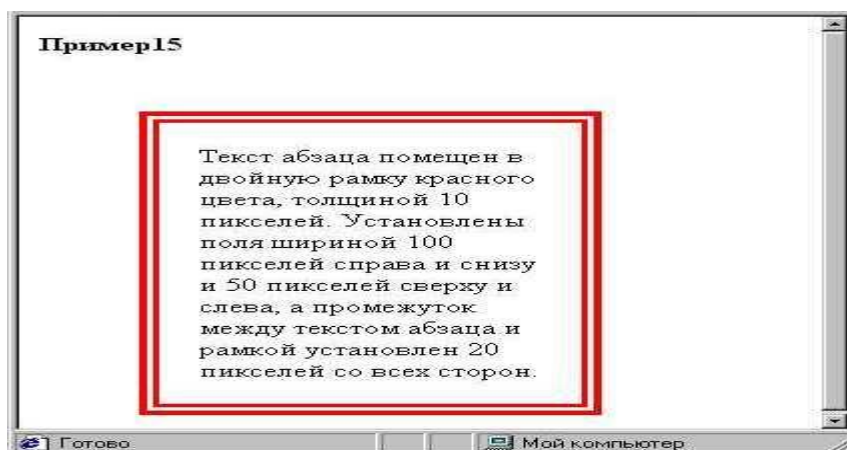 Пример15
Текст абзаца помещен в
двойную рамку красного
цвета, толщиной 10
пикселей. Установлены
поля шириной 100
пикселей справа и снизу
и 50 пикселей сверху и
слева, а промежуток
между текстом абзаца и
рамкой установлен 20
пикселей со всех сторон.
Готово
Мой компьютер